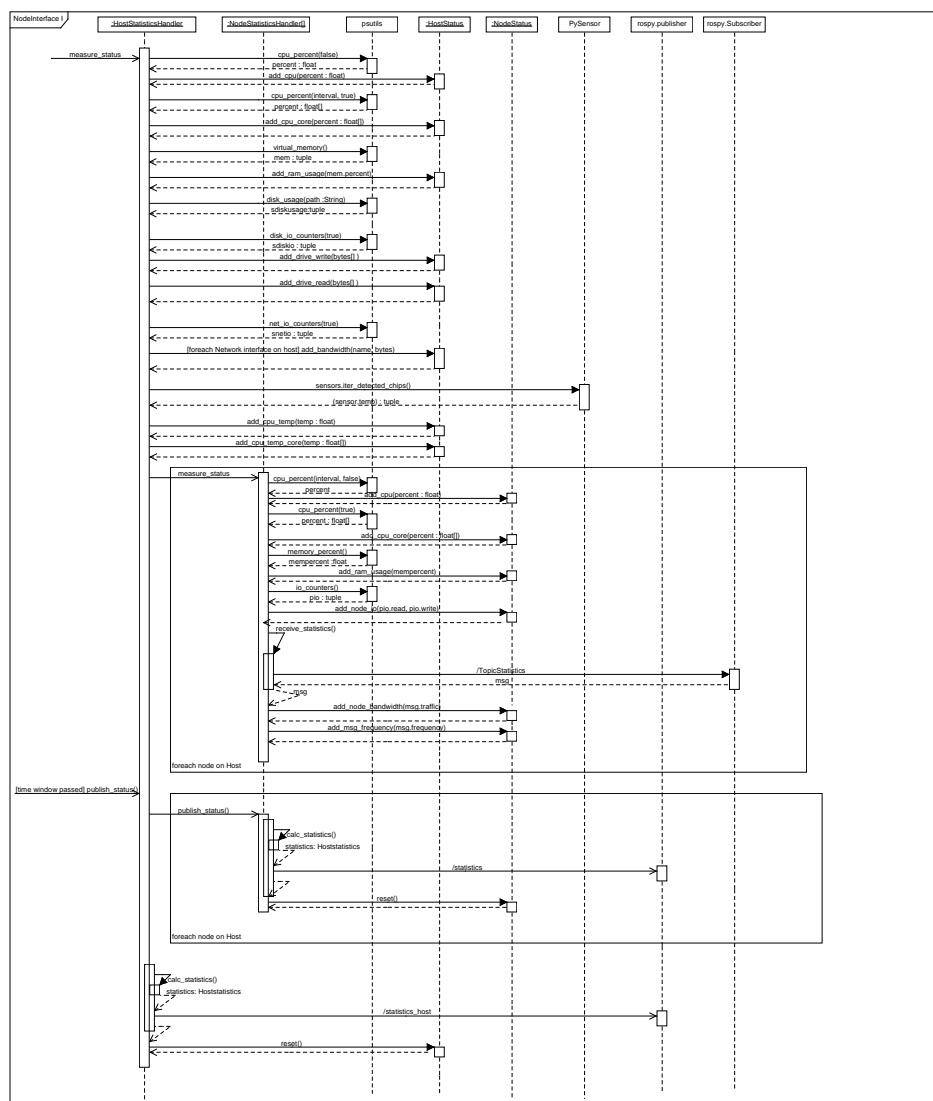 NodeInterface I
:HostStatisticsHandler
:NodeStatisticsHandler[]
psutils
:HostStatus
:NodeStatus
PySensor
rospy.publisher
rospy.Subscriber
measure_status
cpu_percent(false)
percent : float
add_cpu(percent : float)
cpu_percent(interval, true)
percent : float[]
add_cpu_core(percent : float[])
virtual_memory()
mem : tuple
add_ram_usage(mem.percent)
disk_usage(path :String)
sdiskusage:tuple
disk_io_counters(true)
sdiskio : tuple
add_drive_write(bytes[] )
add_drive_read(bytes[] )
net_io_counters(true)
snetio : tuple
[foreach Network interface on host] add_bandwidth(name, bytes)
sensors.iter_detected_chips()
(sensor,temp) : tuple
add_cpu_temp(temp : float)
add_cpu_temp_core(temp : float[])
measure_status
cpu_percent(interval, false)
percent
add_cpu(percent : float)
cpu_percent(true)
percent : float[]
add_cpu_core(percent : float[])
memory_percent()
mempercent :float
add_ram_usage(mempercent)
io_counters()
pio : tuple
add_node_io(pio.read, pio.write)
receive_statistics()
/TopicStatistics
msg
msg
add_node_bandwidth(msg.traffic)
add_msg_frequency(msg.frequency)
foreach node on Host
[time window passed] publish_status()
publish_status()
calc_statistics()
statistics: Hoststatistics
/statistics
reset()
foreach node on Host
calc_statistics()
statistics: Hoststatistics
/statistics_host
reset()